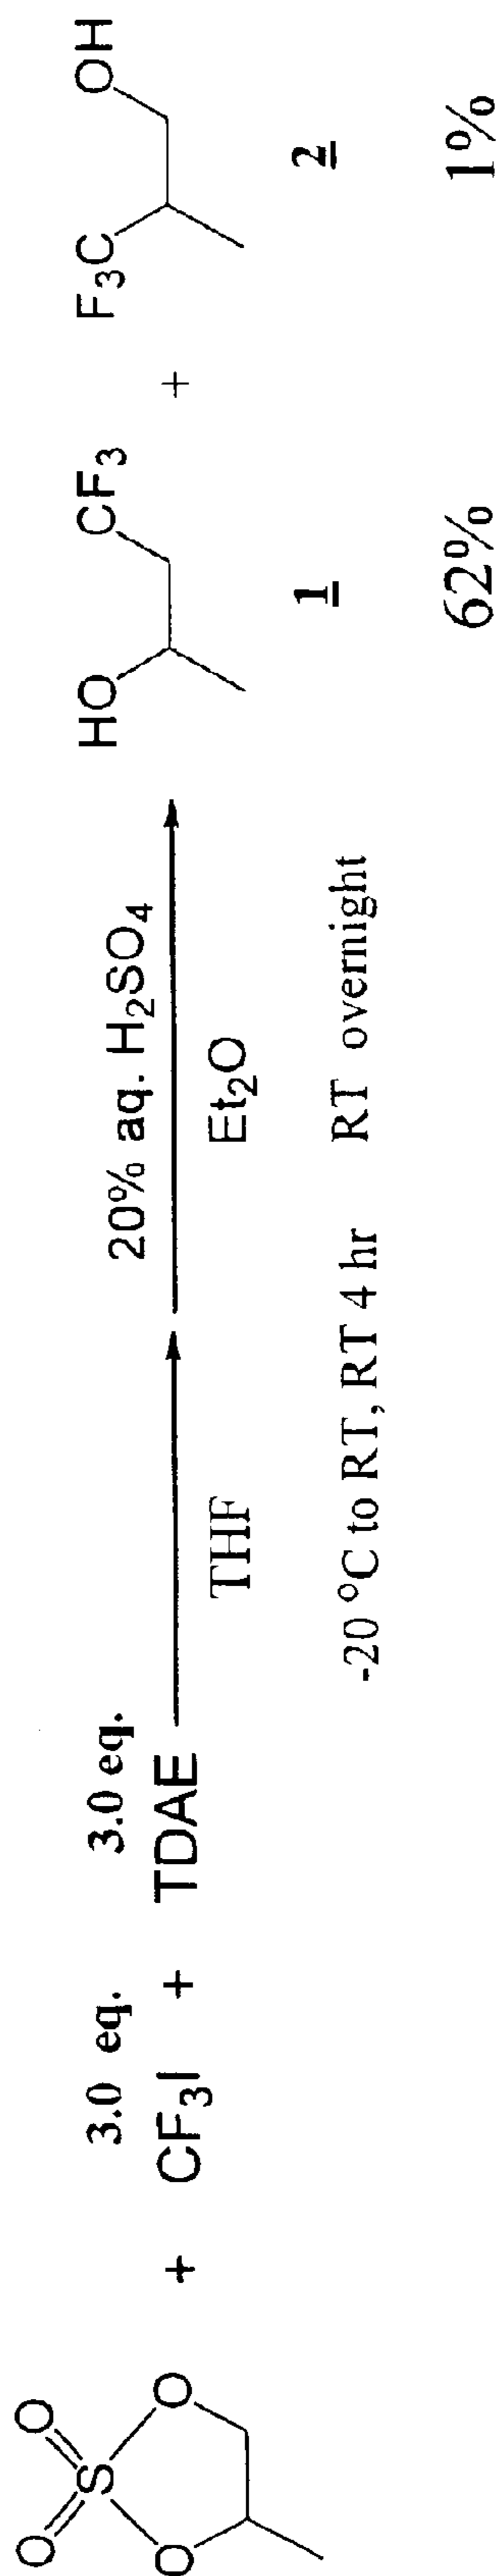 O O
S
O O
+ CF3I + TDAE
3.0 eq. 3.0 eq.
THF
20% aq. H2SO4
Et2O
-20 °C to RT, RT 4 hr RT overnight
HO CF3 + F3C OH
1 2
62% 1%